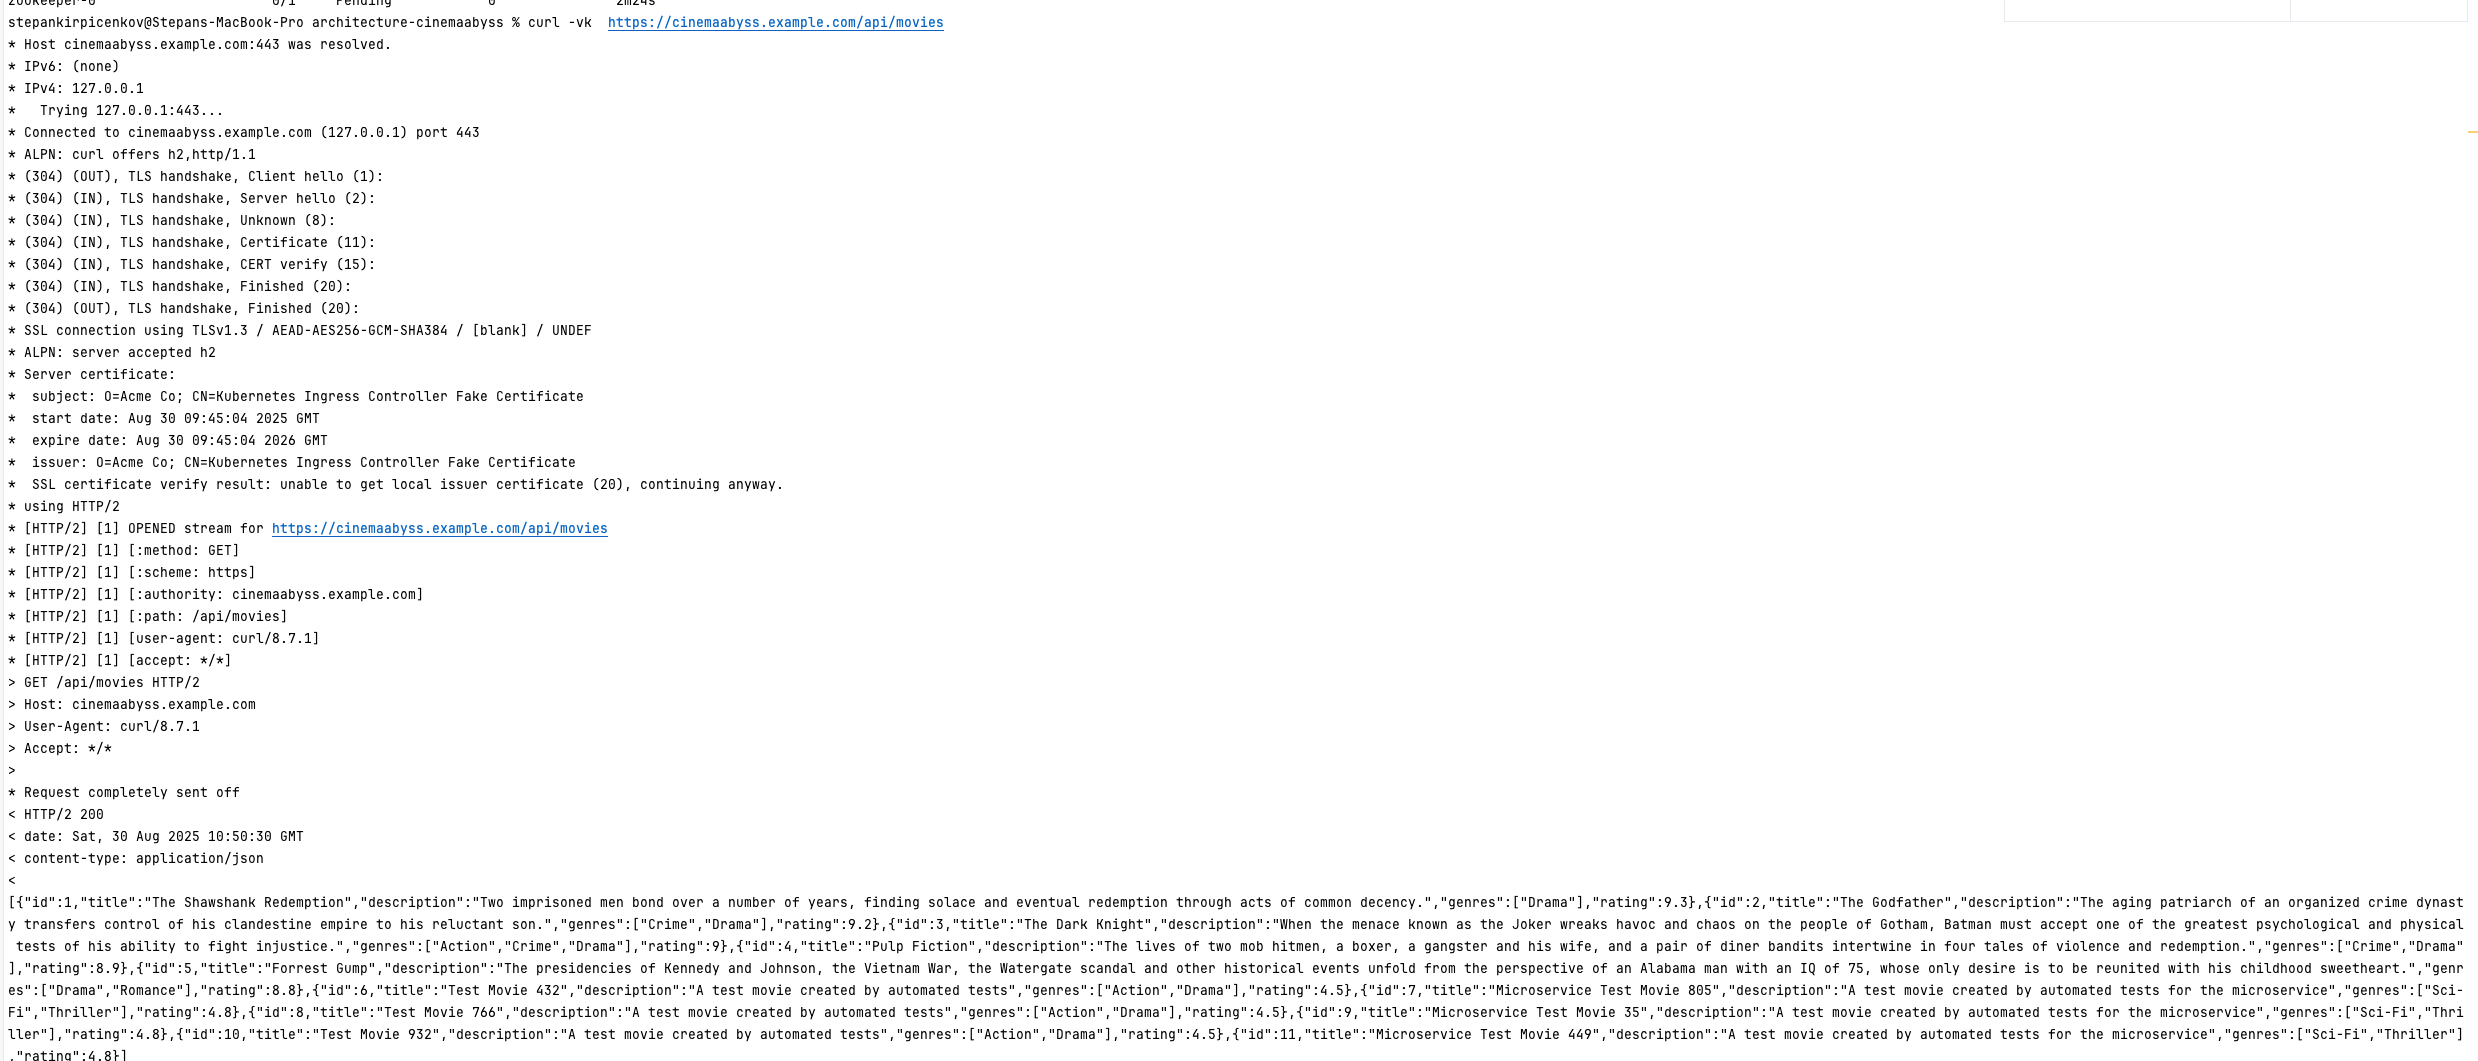 zookeeper-0                      0/1     Pending            0               2m24s
stepankirpicenkov@Stepans-MacBook-Pro architecture-cinemaabyss % curl -vk  https://cinemaabyss.example.com/api/movies
* Host cinemaabyss.example.com:443 was resolved.
* IPv6: (none)
* IPv4: 127.0.0.1
*   Trying 127.0.0.1:443...
* Connected to cinemaabyss.example.com (127.0.0.1) port 443
* ALPN: curl offers h2,http/1.1
* (304) (OUT), TLS handshake, Client hello (1):
* (304) (IN), TLS handshake, Server hello (2):
* (304) (IN), TLS handshake, Unknown (8):
* (304) (IN), TLS handshake, Certificate (11):
* (304) (IN), TLS handshake, CERT verify (15):
* (304) (IN), TLS handshake, Finished (20):
* (304) (OUT), TLS handshake, Finished (20):
* SSL connection using TLSv1.3 / AEAD-AES256-GCM-SHA384 / [blank] / UNDEF
* ALPN: server accepted h2
* Server certificate:
*  subject: O=Acme Co; CN=Kubernetes Ingress Controller Fake Certificate
*  start date: Aug 30 09:45:04 2025 GMT
*  expire date: Aug 30 09:45:04 2026 GMT
*  issuer: O=Acme Co; CN=Kubernetes Ingress Controller Fake Certificate
*  SSL certificate verify result: unable to get local issuer certificate (20), continuing anyway.
* using HTTP/2
* [HTTP/2] [1] OPENED stream for https://cinemaabyss.example.com/api/movies
* [HTTP/2] [1] [:method: GET]
* [HTTP/2] [1] [:scheme: https]
* [HTTP/2] [1] [:authority: cinemaabyss.example.com]
* [HTTP/2] [1] [:path: /api/movies]
* [HTTP/2] [1] [user-agent: curl/8.7.1]
* [HTTP/2] [1] [accept: */*]
> GET /api/movies HTTP/2
> Host: cinemaabyss.example.com
> User-Agent: curl/8.7.1
> Accept: */*
>
* Request completely sent off
< HTTP/2 200
< date: Sat, 30 Aug 2025 10:50:30 GMT
< content-type: application/json
<
[{"id":1,"title":"The Shawshank Redemption","description":"Two imprisoned men bond over a number of years, finding solace and eventual redemption through acts of common decency.","genres":["Drama"],"rating":9.3},{"id":2,"title":"The Godfather","description":"The aging patriarch of an organized crime dynast
y transfers control of his clandestine empire to his reluctant son.","genres":["Crime","Drama"],"rating":9.2},{"id":3,"title":"The Dark Knight","description":"When the menace known as the Joker wreaks havoc and chaos on the people of Gotham, Batman must accept one of the greatest psychological and physical
 tests of his ability to fight injustice.","genres":["Action","Crime","Drama"],"rating":9},{"id":4,"title":"Pulp Fiction","description":"The lives of two mob hitmen, a boxer, a gangster and his wife, and a pair of diner bandits intertwine in four tales of violence and redemption.","genres":["Crime","Drama"
],"rating":8.9},{"id":5,"title":"Forrest Gump","description":"The presidencies of Kennedy and Johnson, the Vietnam War, the Watergate scandal and other historical events unfold from the perspective of an Alabama man with an IQ of 75, whose only desire is to be reunited with his childhood sweetheart.","genr
es":["Drama","Romance"],"rating":8.8},{"id":6,"title":"Test Movie 432","description":"A test movie created by automated tests","genres":["Action","Drama"],"rating":4.5},{"id":7,"title":"Microservice Test Movie 805","description":"A test movie created by automated tests for the microservice","genres":["Sci-
Fi","Thriller"],"rating":4.8},{"id":8,"title":"Test Movie 766","description":"A test movie created by automated tests","genres":["Action","Drama"],"rating":4.5},{"id":9,"title":"Microservice Test Movie 35","description":"A test movie created by automated tests for the microservice","genres":["Sci-Fi","Thri
ller"],"rating":4.8},{"id":10,"title":"Test Movie 932","description":"A test movie created by automated tests","genres":["Action","Drama"],"rating":4.5},{"id":11,"title":"Microservice Test Movie 449","description":"A test movie created by automated tests for the microservice","genres":["Sci-Fi","Thriller"]
,"rating":4.8}]